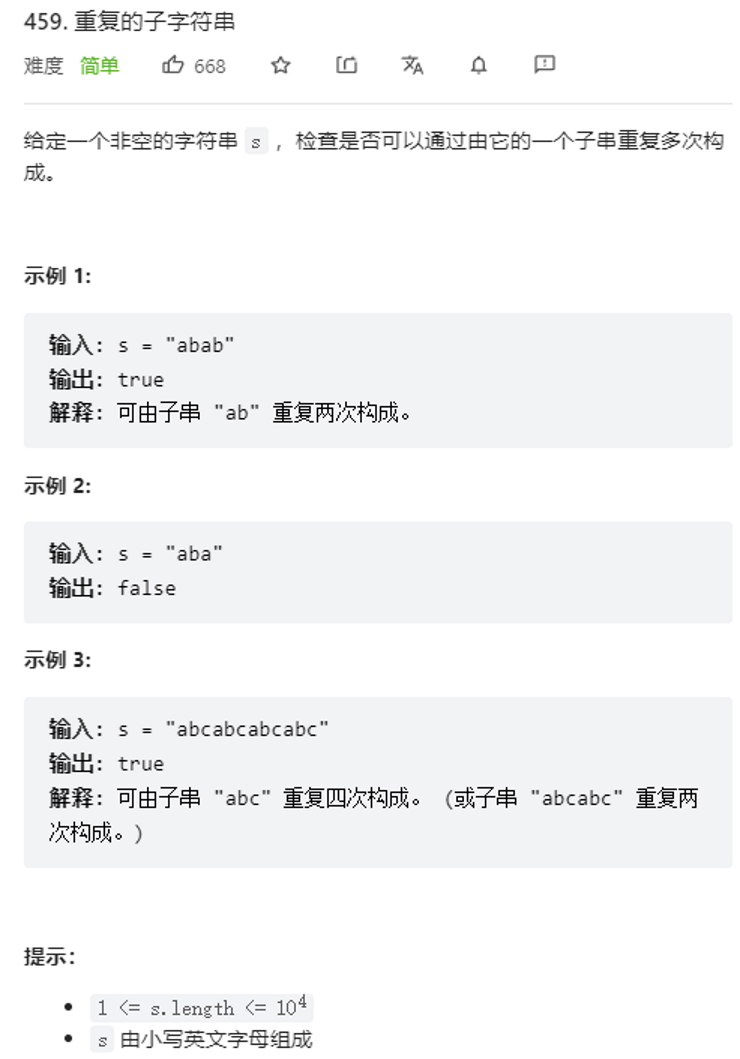 459. 重复的子字符串
难度 简单 668
给定一个非空的字符串 s ，检查是否可以通过由它的一个子串重复多次构
成。
示例 1:
输入: s = "abab"
输出: true
解释: 可由子串 "ab" 重复两次构成。
示例 2:
输入: s = "aba"
输出: false
示例 3:
输入: s = "abcabcabcabc"
输出: true
解释: 可由子串 "abc" 重复四次构成。 (或子串 "abcabc" 重复两
次构成。)
提示：
• 1 <= s.length <= 10⁴
• s 由小写英文字母组成